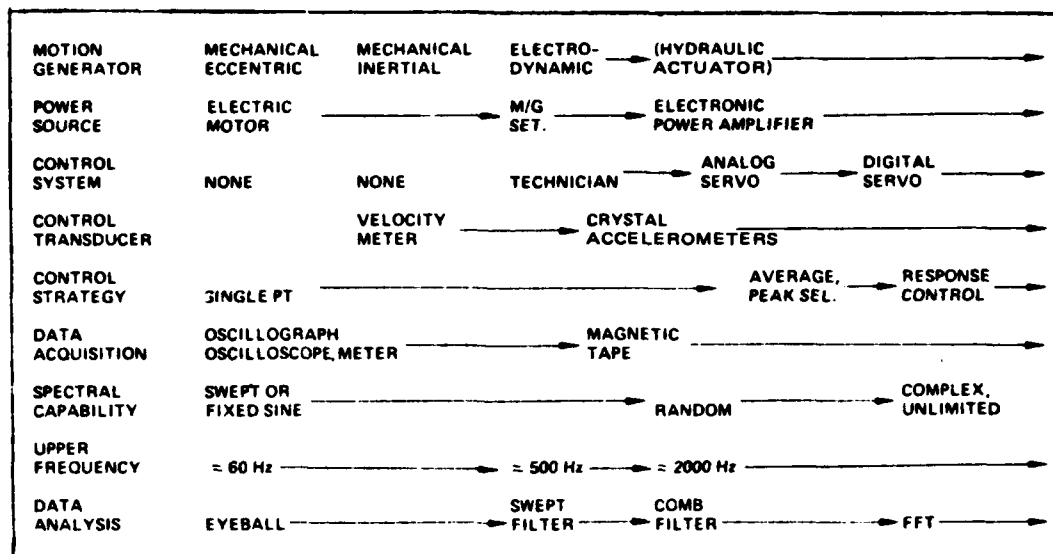 MOTION GENERATOR MECHANICAL ECCENTRIC MECHANICAL INERTIAL ELECTRO-DYNAMIC (HYDRAULIC ACTUATOR)
POWER SOURCE ELECTRIC MOTOR M/G SET. ELECTRONIC POWER AMPLIFIER
CONTROL SYSTEM NONE NONE TECHNICIAN ANALOG SERVO DIGITAL SERVO
CONTROL TRANSDUCER VELOCITY METER CRYSTAL ACCELEROMETERS
CONTROL STRATEGY SINGLE PT AVERAGE, PEAK SEL. RESPONSE CONTROL
DATA ACQUISITION OSCILLOGRAPH OSCILLOSCOPE, METER MAGNETIC TAPE
SPECTRAL CAPABILITY SWEPT OR FIXED SINE RANDOM COMPLEX, UNLIMITED
UPPER FREQUENCY ≈ 60 Hz ≈ 500 Hz ≈ 2000 Hz
DATA ANALYSIS EYEBALL SWEPT FILTER COMB FILTER FFT